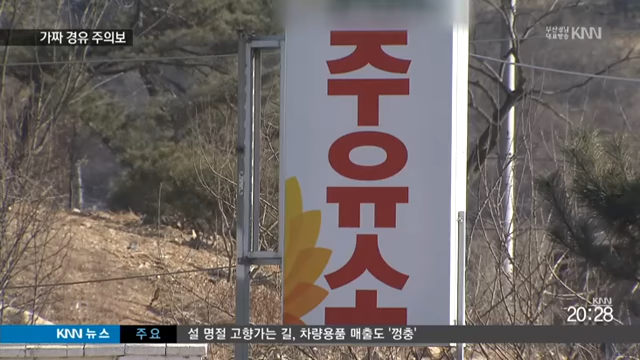 가짜 경유 주의보
부산경남
대표방송 KNN
주유소
KNN
20:28
KNN 뉴스 주요 설 명절 고향가는 길, 차량용품 매출도 '껑충'